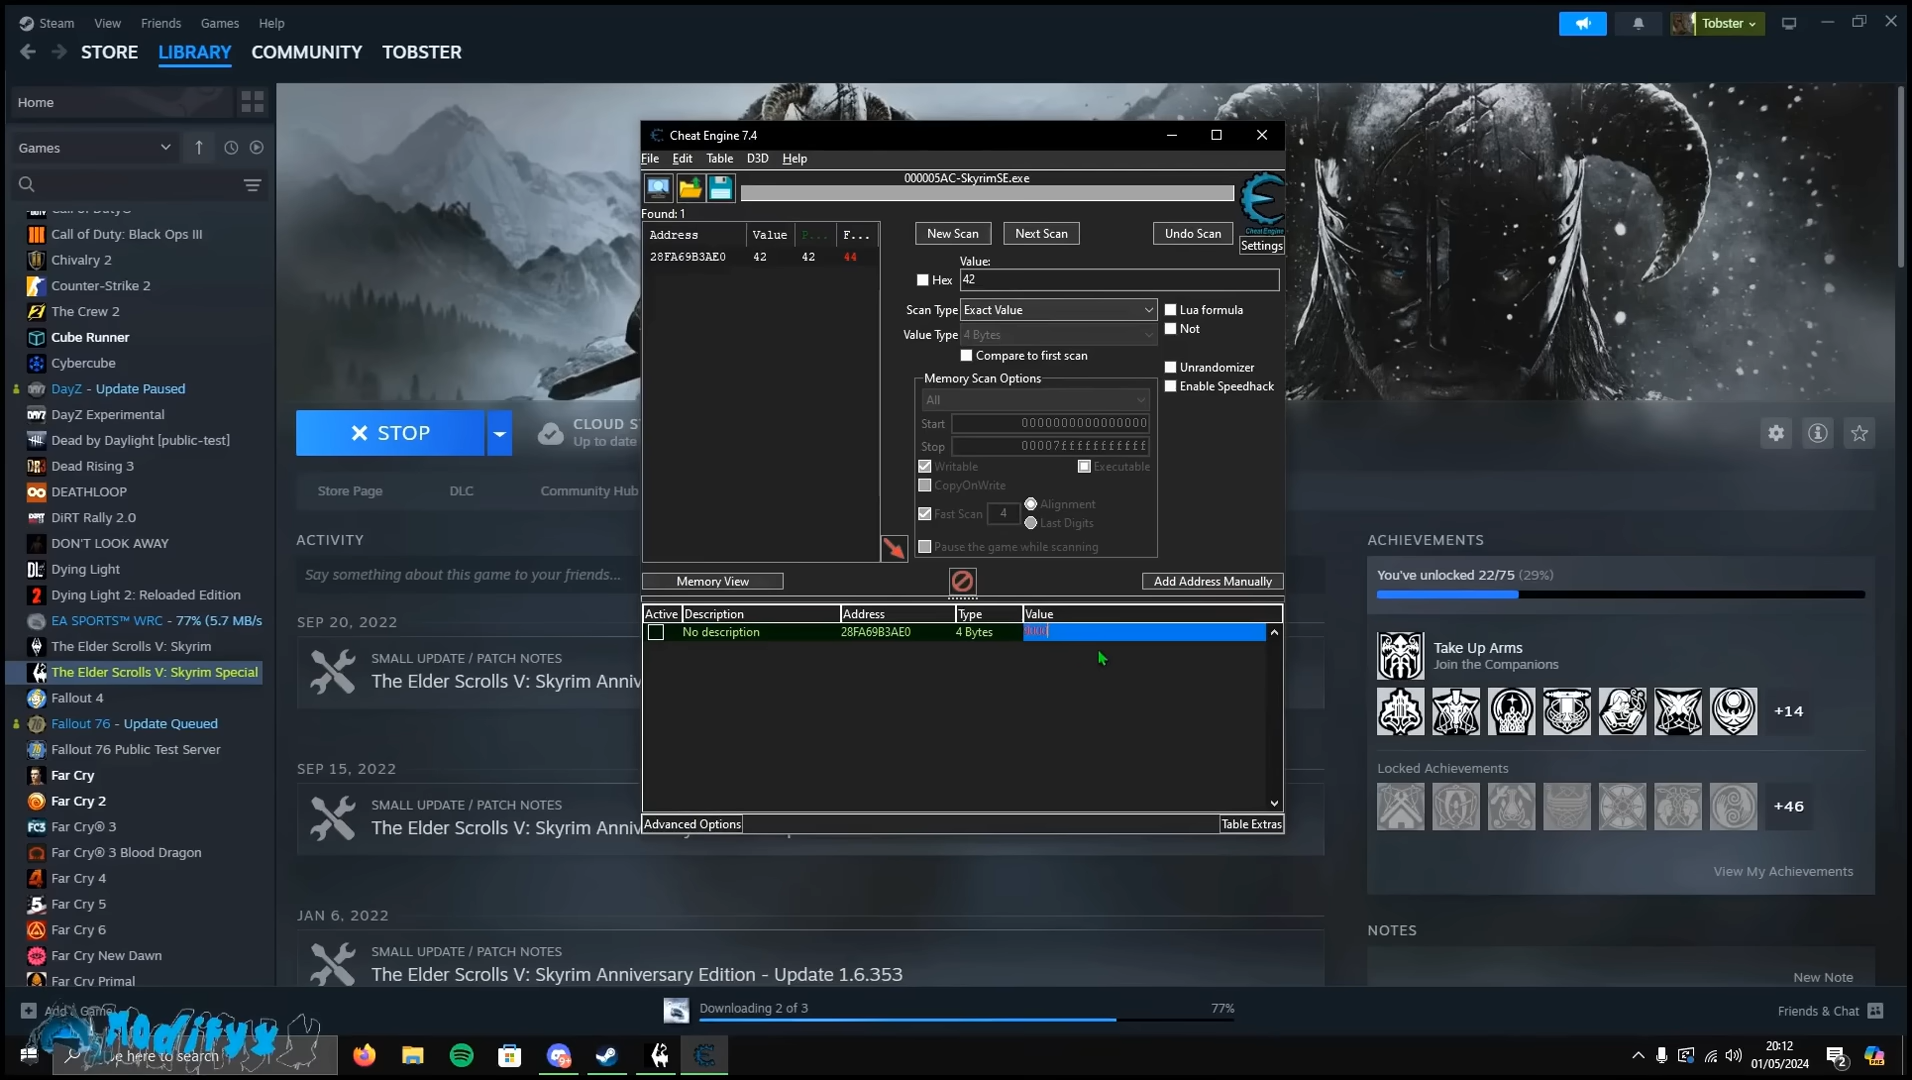 Steam View Friends Games Help
Tobster
STORE LIBRARY COMMUNITY TOBSTER
Home
Games
Call of Duty®
Call of Duty: Black Ops III
Chivalry 2
Counter-Strike 2
The Crew 2
Cube Runner
Cybercube
DayZ - Update Paused
DayZ Experimental
Dead by Daylight [public-test]
Dead Rising 3
DEATHLOOP
DiRT Rally 2.0
DON'T LOOK AWAY
Dying Light
Dying Light 2: Reloaded Edition
EA SPORTS™ WRC - 77% (5.7 MB/s
The Elder Scrolls V: Skyrim
The Elder Scrolls V: Skyrim Special
Fallout 4
Fallout 76 - Update Queued
Fallout 76 Public Test Server
Far Cry
Far Cry 2
Far Cry® 3
Far Cry® 3 Blood Dragon
Far Cry 4
Far Cry 5
Far Cry 6
Far Cry New Dawn
Far Cry Primal
STOP
CLOUD ST
Up to date
Store Page DLC Community Hub
ACTIVITY
Say something about this game to your friends...
SEP 20, 2022
SMALL UPDATE / PATCH NOTES
The Elder Scrolls V: Skyrim Anniv
SEP 15, 2022
SMALL UPDATE / PATCH NOTES
The Elder Scrolls V: Skyrim Anniv
JAN 6, 2022
SMALL UPDATE / PATCH NOTES
The Elder Scrolls V: Skyrim Anniversary Edition - Update 1.6.353
Cheat Engine 7.4
File Edit Table D3D Help
000005AC-SkyrimSE.exe
Found: 1
Cheat Engine
Settings
Address Value P... F...
28FA69B3AE0 42 42 44
New Scan Next Scan Undo Scan
Value:
Hex 42
Scan Type Exact Value
Value Type 4 Bytes
Compare to first scan
Lua formula
Not
Unrandomizer
Enable Speedhack
Memory Scan Options
All
Start 0000000000000000
Stop 00007fffffffffff
Writable Executable
CopyOnWrite
Fast Scan 4 Alignment
Last Digits
Pause the game while scanning
Memory View Add Address Manually
Active Description Address Type Value
No description 28FA69B3AE0 4 Bytes
Advanced Options Table Extras
ACHIEVEMENTS
You've unlocked 22/75 (29%)
Take Up Arms
Join the Companions
+14
Locked Achievements
+46
View My Achievements
NOTES
New Note
Add a Game
Downloading 2 of 3 77%
Friends & Chat
Modifyx
here to search
20:12
01/05/2024
2